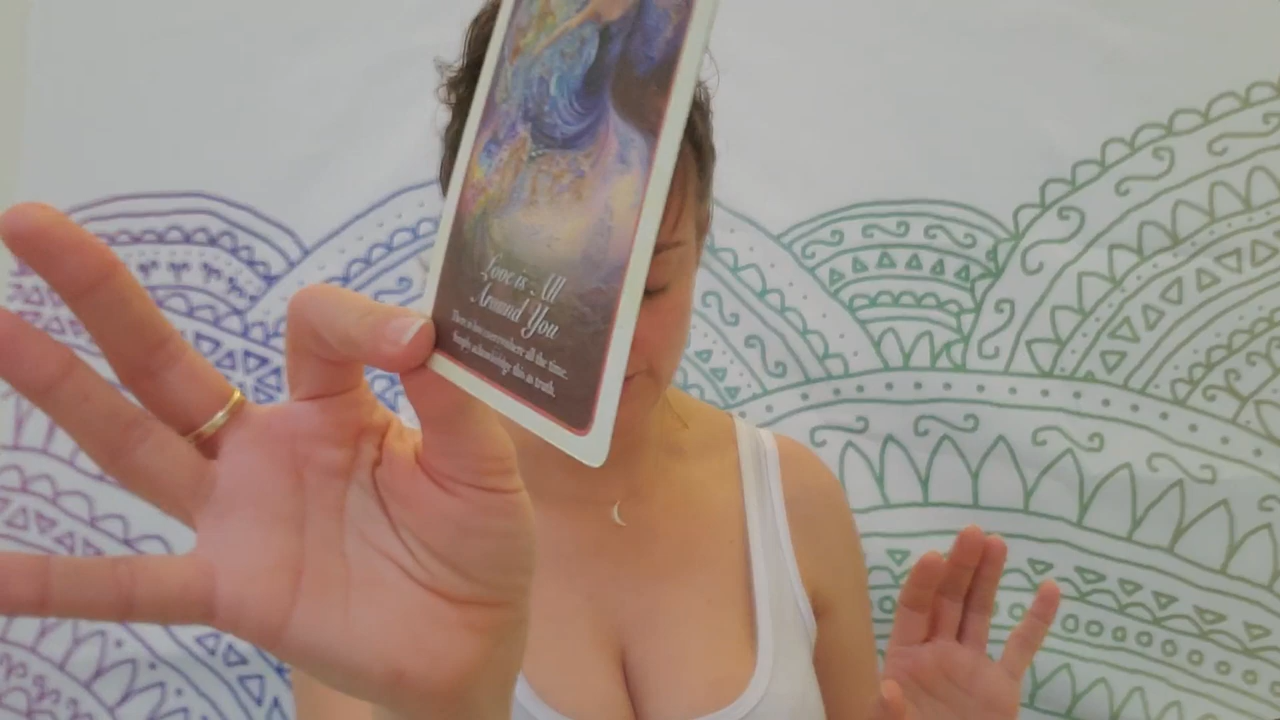 Love is All
Around You
There is love everywhere all the time.
Simply acknowledge this as truth.